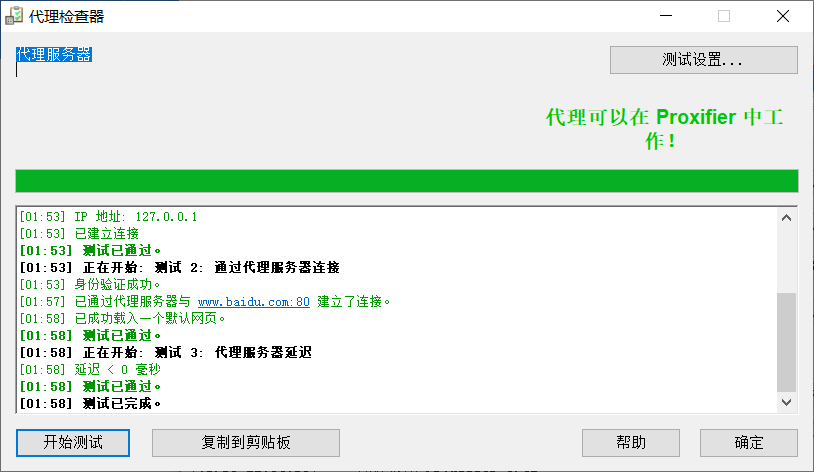 代理检查器
代理服务器
测试设置...
代理可以在 Proxifier 中工
作!
[01:53] IP 地址: 127.0.0.1
[01:53] 已建立连接
[01:53] 测试已通过。
[01:53] 正在开始: 测试 2: 通过代理服务器连接
[01:53] 身份验证成功。
[01:57] 已通过代理服务器与 www.baidu.com:80 建立了连接。
[01:58] 已成功载入一个默认网页。
[01:58] 测试已通过。
[01:58] 正在开始: 测试 3: 代理服务器延迟
[01:58] 延迟 < 0 毫秒
[01:58] 测试已通过。
[01:58] 测试已完成。
开始测试
复制到剪贴板
帮助
确定